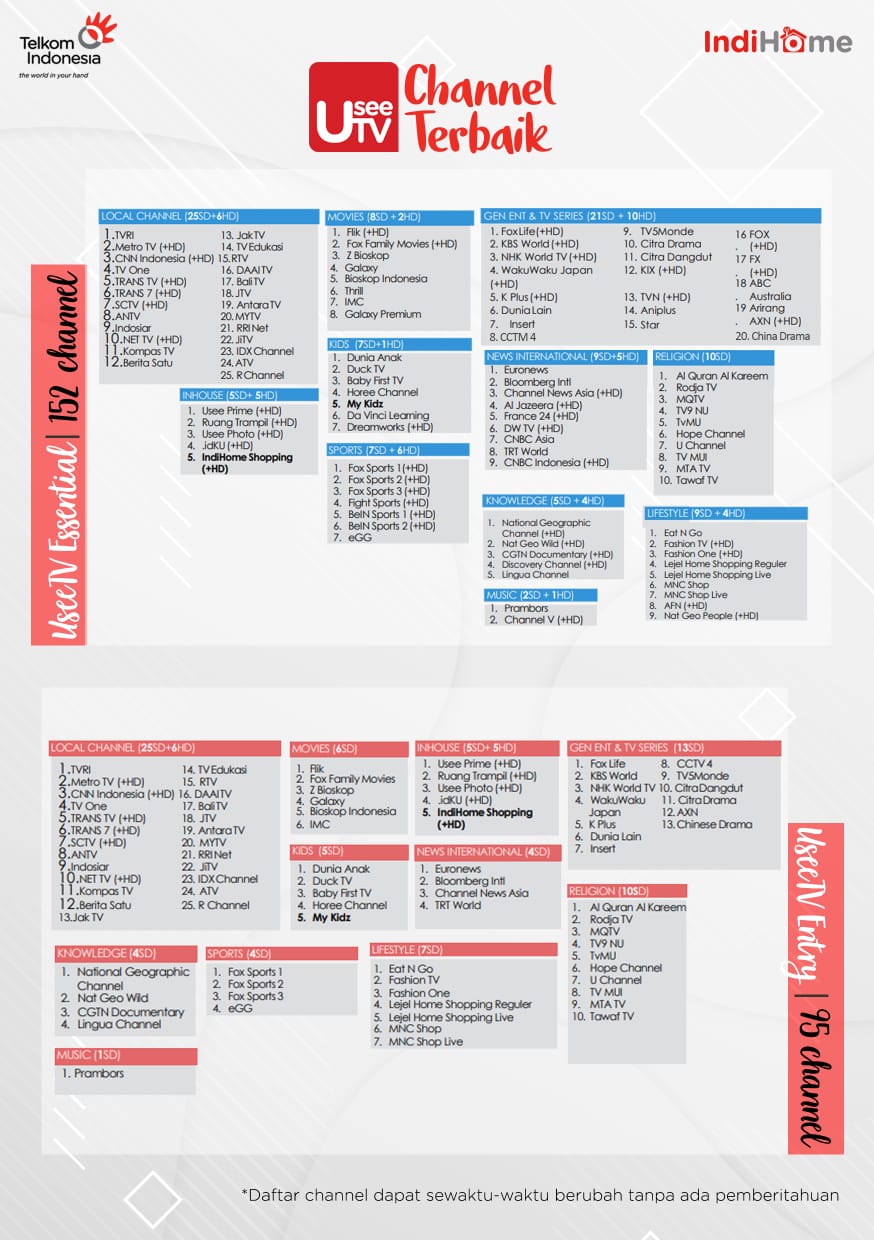 Telkom
Indonesia
the world in your hand
IndiHome
Usee TV
Channel
Terbaik
UseeTV Essential | 152 channel
LOCAL CHANNEL (25SD+6HD)
1.TVRI
2.Metro TV (+HD)
3.CNN Indonesia (+HD)
4.TV One
5.TRANS TV (+HD)
6.TRANS 7 (+HD)
7.SCTV (+HD)
8.ANTV
9.Indosiar
10.NET TV (+HD)
11.Kompas TV
12.Berita Satu
13. JakTV
14. TV Edukasi
15.RTV
16. DAAI TV
17. Bali TV
18. JTV
19. Antara TV
20. MYTV
21. RRI Net
22. JiTV
23. IDX Channel
24. ATV
25. R Channel
INHOUSE (5SD+ 5HD)
1. Usee Prime (+HD)
2. Ruang Trampil (+HD)
3. Usee Photo (+HD)
4. .idKU (+HD)
5. IndiHome Shopping
(+HD)
MOVIES (8SD + 2HD)
1. Flik (+HD)
2. Fox Family Movies (+HD)
3. Z Bioskop
4. Galaxy
5. Bioskop Indonesia
6. Thrill
7. IMC
8. Galaxy Premium
KIDS (7SD+1HD)
1. Dunia Anak
2. Duck TV
3. Baby First TV
4. Horee Channel
5. My Kidz
6. Da Vinci Learning
7. Dreamworks (+HD)
SPORTS (7SD + 6HD)
1. Fox Sports 1 (+HD)
2. Fox Sports 2 (+HD)
3. Fox Sports 3 (+HD)
4. Fight Sports (+HD)
5. BeIN Sports 1 (+HD)
6. BeIN Sports 2 (+HD)
7. eGG
GEN ENT & TV SERIES (21SD + 10HD)
1. Fox Life(+HD)
2. KBS World (+HD)
3. NHK World TV (+HD)
4. WakuWaku Japan
(+HD)
5. K Plus (+HD)
6. Dunia Lain
7. Insert
8. CCTM 4
9. TV5Monde
10. Citra Drama
11. Citra Dangdut
12. KIX (+HD)
13. TVN (+HD)
14. Aniplus
15. Star
16 FOX
. (+HD)
17 FX
. (+HD)
18 ABC
. Australia
19 Arirang
. AXN (+HD)
20. China Drama
NEWS INTERNATIONAL (9SD+5HD)
1. Euronews
2. Bloomberg Intl
3. Channel News Asia (+HD)
4. Al Jazeera (+HD)
5. France 24 (+HD)
6. DW TV (+HD)
7. CNBC Asia
8. TRT World
9. CNBC Indonesia (+HD)
RELIGION (10SD)
1. Al Quran Al Kareem
2. Rodja TV
3. MQTV
4. TV9 NU
5. TvMU
6. Hope Channel
7. U Channel
8. TV MUI
9. MTA TV
10. Tawaf TV
KNOWLEDGE (5SD + 4HD)
1. National Geographic
Channel (+HD)
2. Nat Geo Wild (+HD)
3. CGTN Documentary (+HD)
4. Discovery Channel (+HD)
5. Lingua Channel
MUSIC (2SD + 1HD)
1. Prambors
2. Channel V (+HD)
LIFESTYLE (9SD + 4HD)
1. Eat N Go
2. Fashion TV (+HD)
3. Fashion One (+HD)
4. Lejel Home Shopping Reguler
5. Lejel Home Shopping Live
6. MNC Shop
7. MNC Shop Live
8. AFN (+HD)
9. Nat Geo People (+HD)
LOCAL CHANNEL (25SD+6HD)
1.TVRI
2.Metro TV (+HD)
3.CNN Indonesia (+HD)
4.TV One
5.TRANS TV (+HD)
6.TRANS 7 (+HD)
7.SCTV (+HD)
8.ANTV
9.Indosiar
10.NET TV (+HD)
11.Kompas TV
12.Berita Satu
13.Jak TV
14. TV Edukasi
15. RTV
16. DAAI TV
17. Bali TV
18. JTV
19. Antara TV
20. MYTV
21. RRI Net
22. JiTV
23. IDX Channel
24. ATV
25. R Channel
MOVIES (6SD)
1. Flik
2. Fox Family Movies
3. Z Bioskop
4. Galaxy
5. Bioskop Indonesia
6. IMC
INHOUSE (5SD+ 5HD)
1. Usee Prime (+HD)
2. Ruang Trampil (+HD)
3. Usee Photo (+HD)
4. .idKU (+HD)
5. IndiHome Shopping
(+HD)
GEN ENT & TV SERIES (13SD)
1. Fox Life
2. KBS World
3. NHK World TV
4. WakuWaku
Japan
5. K Plus
6. Dunia Lain
7. Insert
8. CCTV 4
9. TV5Monde
10. Citra Dangdut
11. Citra Drama
12. AXN
13. Chinese Drama
KIDS (5SD)
1. Dunia Anak
2. Duck TV
3. Baby First TV
4. Horee Channel
5. My Kidz
NEWS INTERNATIONAL (4SD)
1. Euronews
2. Bloomberg Intl
3. Channel News Asia
4. TRT World
RELIGION (10SD)
1. Al Quran Al Kareem
2. Rodja TV
3. MQTV
4. TV9 NU
5. TvMU
6. Hope Channel
7. U Channel
8. TV MUI
9. MTA TV
10. Tawaf TV
KNOWLEDGE (4SD)
1. National Geographic
Channel
2. Nat Geo Wild
3. CGTN Documentary
4. Lingua Channel
SPORTS (4SD)
1. Fox Sports 1
2. Fox Sports 2
3. Fox Sports 3
4. eGG
LIFESTYLE (7SD)
1. Eat N Go
2. Fashion TV
3. Fashion One
4. Lejel Home Shopping Reguler
5. Lejel Home Shopping Live
6. MNC Shop
7. MNC Shop Live
MUSIC (1SD)
1. Prambors
UseeTV Entry | 95 channel
*Daftar channel dapat sewaktu-waktu berubah tanpa ada pemberitahuan